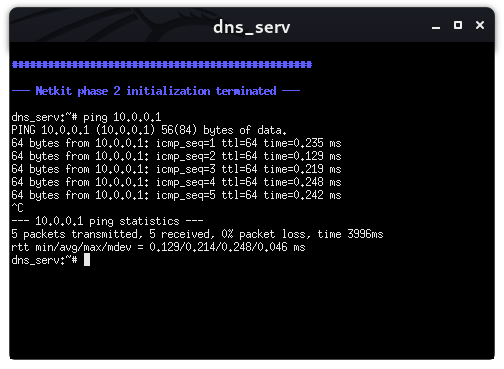 dns_serv
##################################################
--- Netkit phase 2 initialization terminated ---
dns_serv:~# ping 10.0.0.1
PING 10.0.0.1 (10.0.0.1) 56(84) bytes of data.
64 bytes from 10.0.0.1: icmp_seq=1 ttl=64 time=0.235 ms
64 bytes from 10.0.0.1: icmp_seq=2 ttl=64 time=0.129 ms
64 bytes from 10.0.0.1: icmp_seq=3 ttl=64 time=0.219 ms
64 bytes from 10.0.0.1: icmp_seq=4 ttl=64 time=0.248 ms
64 bytes from 10.0.0.1: icmp_seq=5 ttl=64 time=0.242 ms
^C
--- 10.0.0.1 ping statistics ---
5 packets transmitted, 5 received, 0% packet loss, time 3996ms
rtt min/avg/max/mdev = 0.129/0.214/0.248/0.046 ms
dns_serv:~#